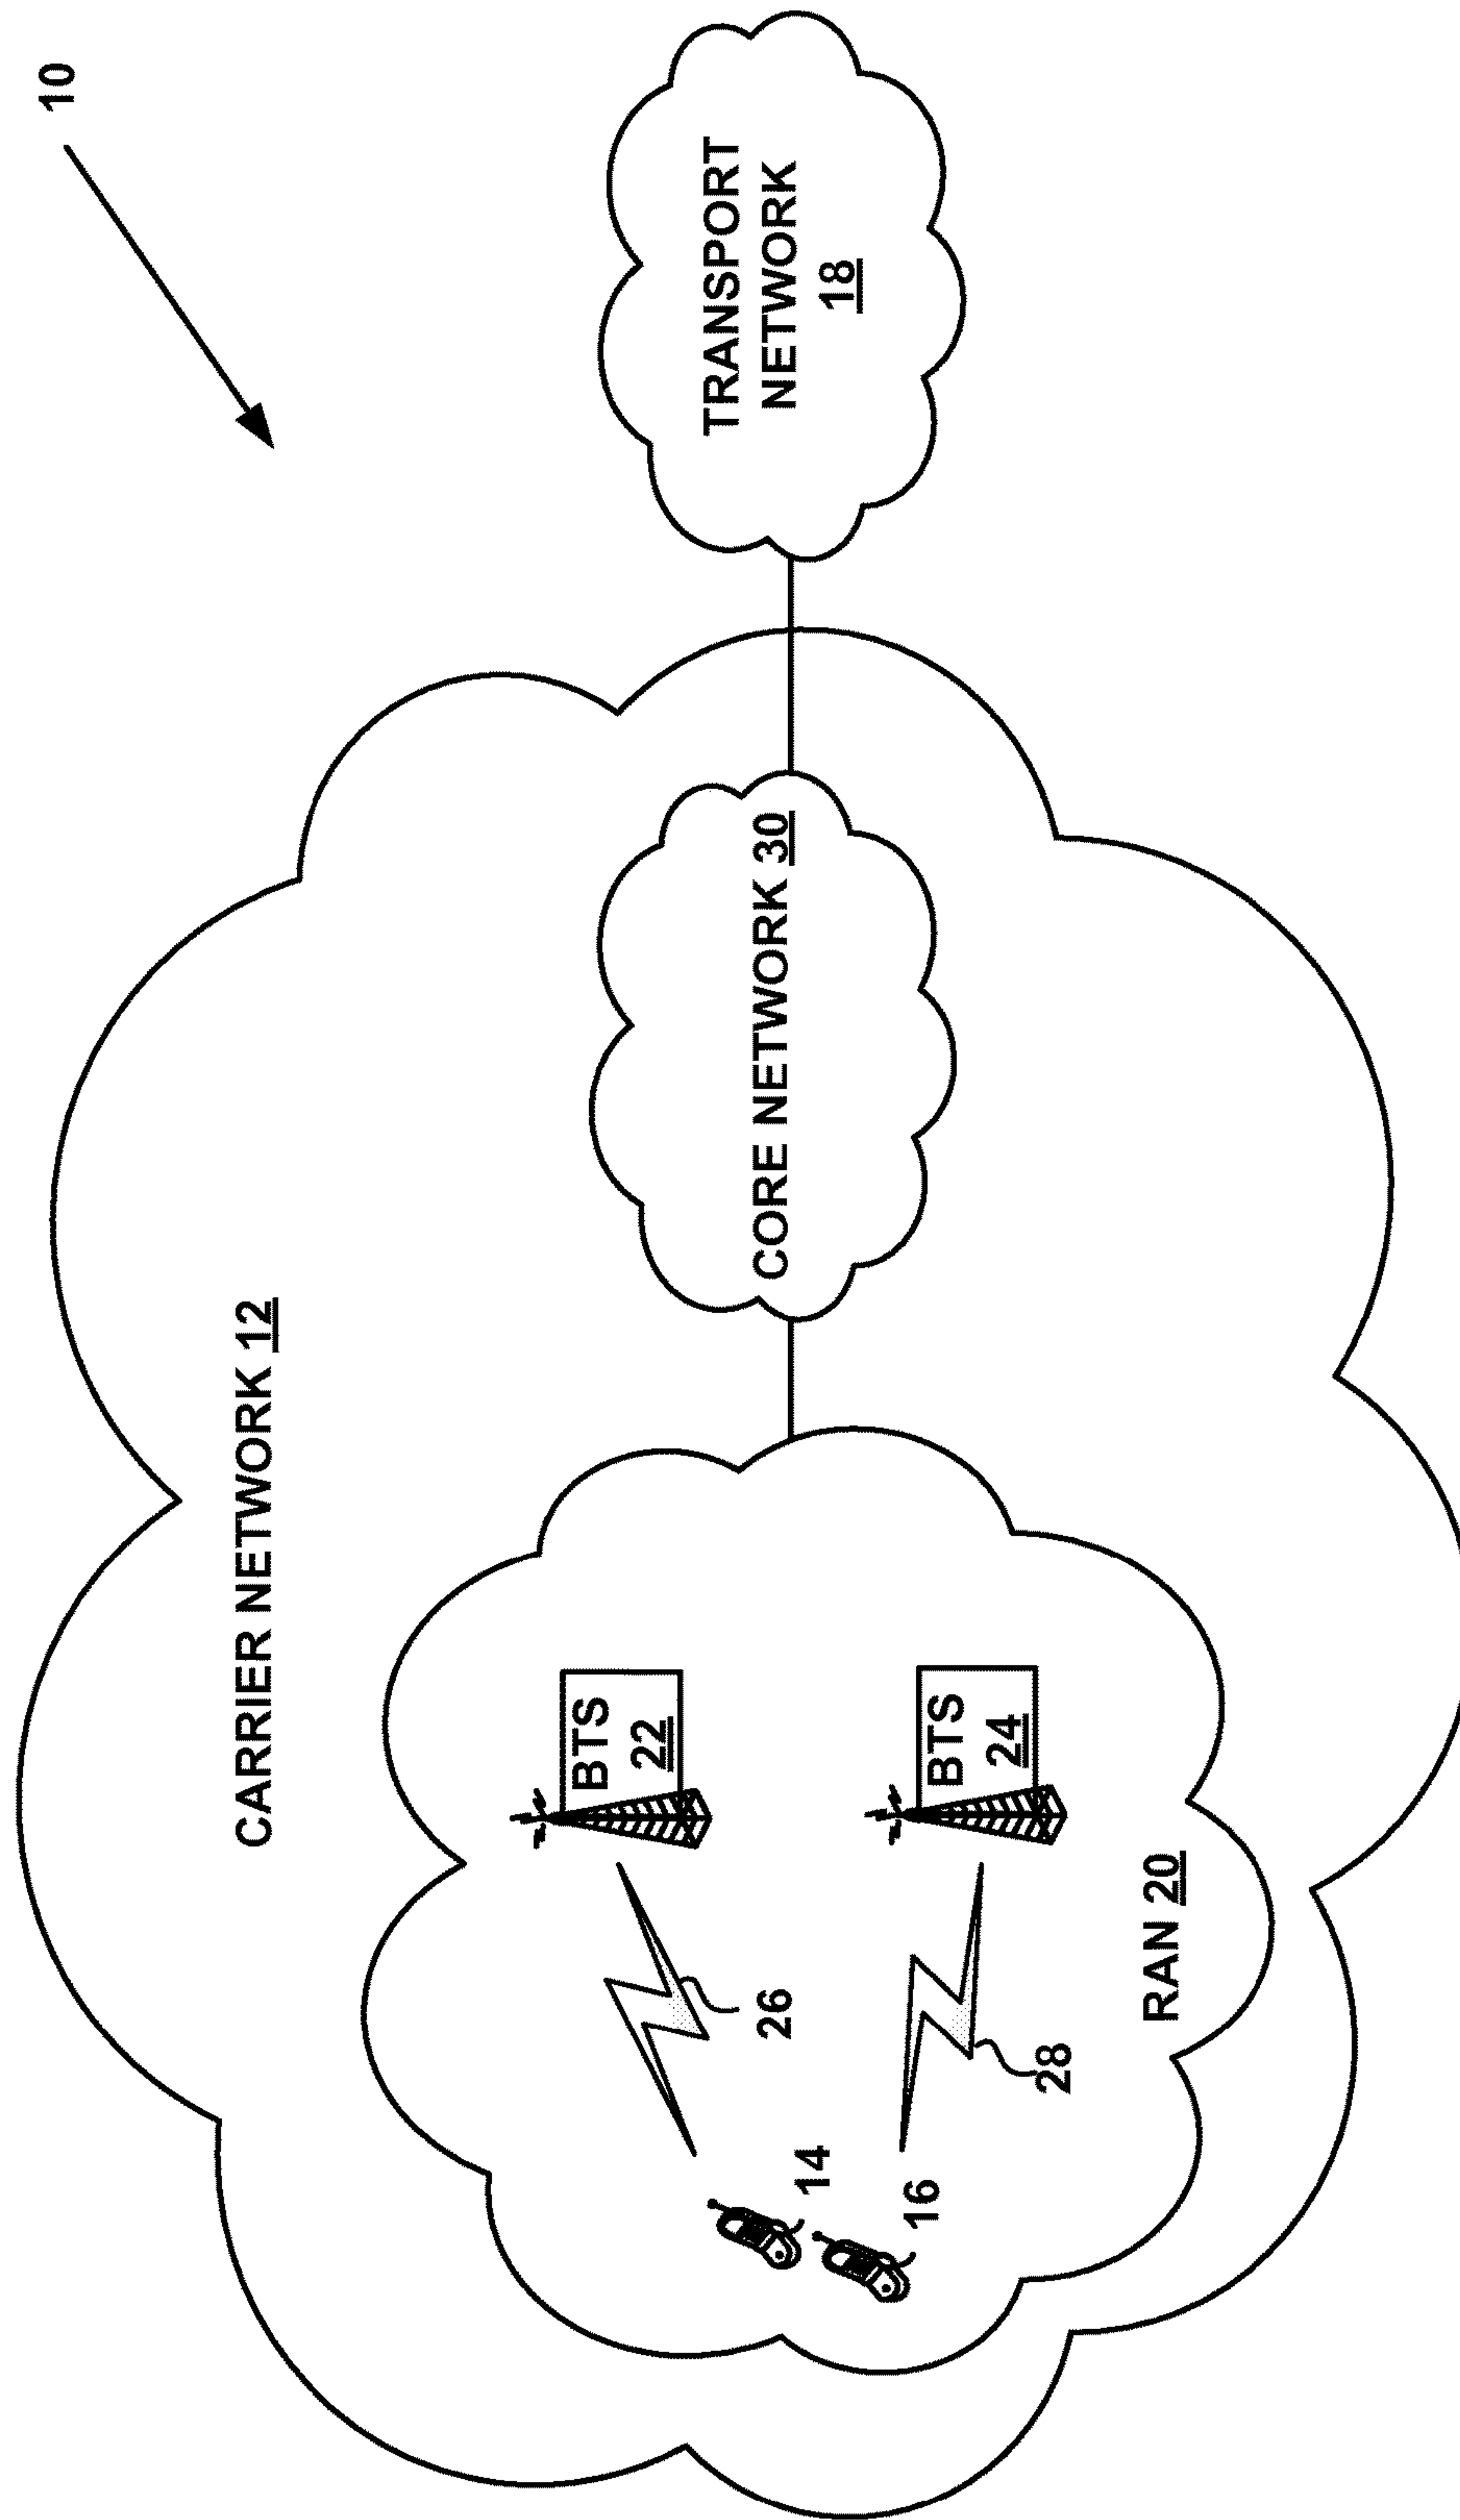 10
CARRIER NETWORK 12
TRANSPORT
NETWORK
18
CORE NETWORK 30
BTS
22
BTS
24
26
28
14
16
RAN 20